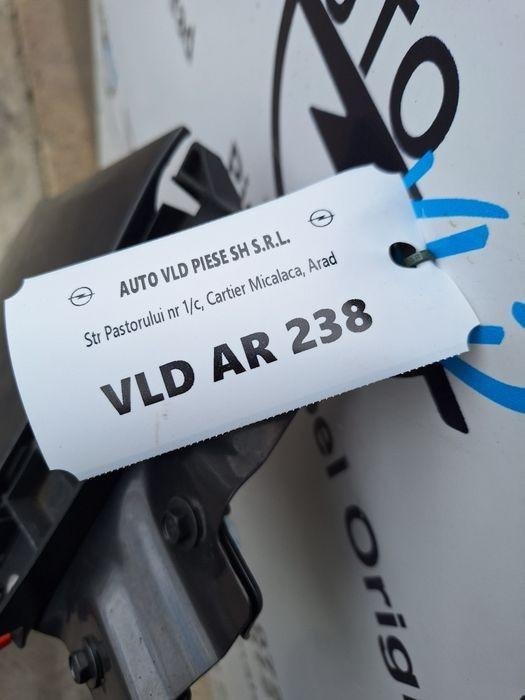 AUTO VLD PIESE SH S.R.L.
Str Pastorului nr 1/c, Cartier Micalaca, Arad
VLD AR 238